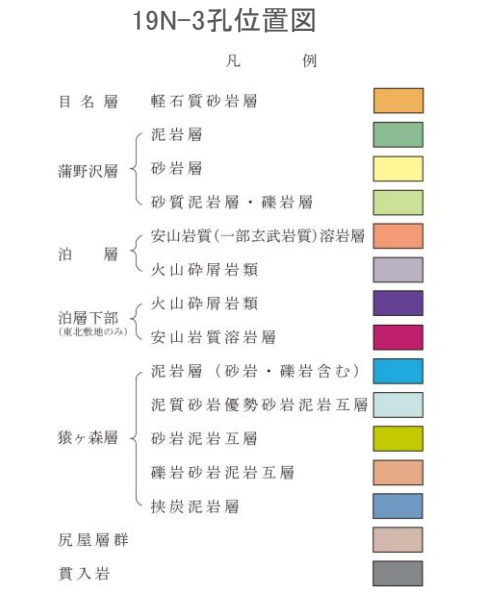 19N-3孔位置図
凡 例
目名層 軽石質砂岩層
泥岩層
蒲野沢層 砂岩層
砂質泥岩層・礫岩層
安山岩質(一部玄武岩質)溶岩層
泊層
火山砕屑岩類
火山砕屑岩類
泊層下部
(東北敷地のみ)
安山岩質溶岩層
泥岩層(砂岩・礫岩含む)
泥質砂岩優勢砂岩泥岩互層
猿ヶ森層 砂岩泥岩互層
礫岩砂岩泥岩互層
挟炭泥岩層
尻屋層群
貫入岩